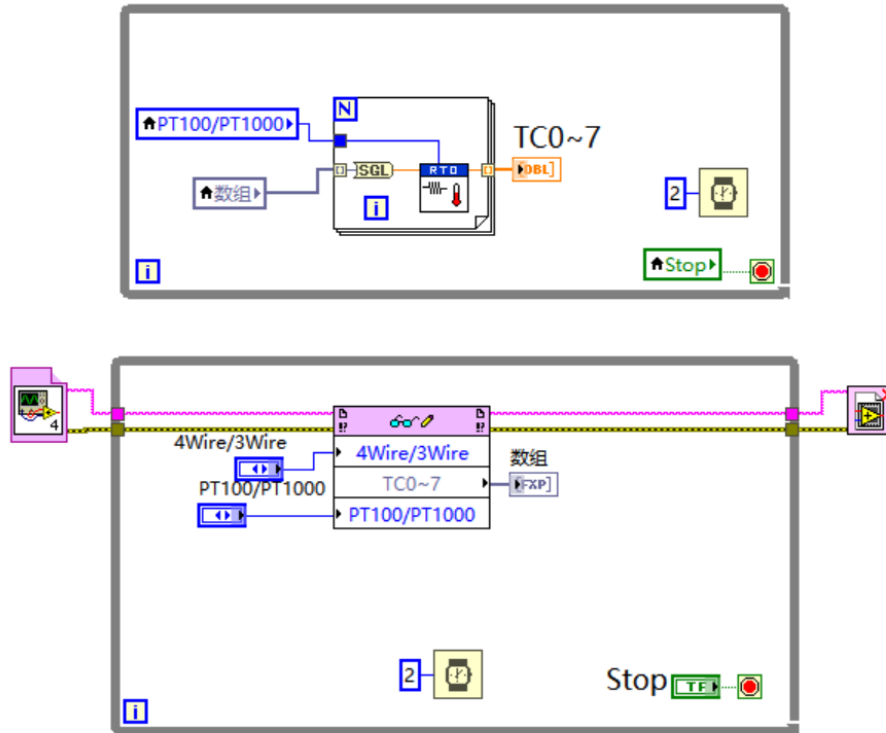 N
PT100/PT1000
TC0~7
SGL
RTD
DBL
数组
i
2
Stop
i
4
4Wire/3Wire
4Wire/3Wire
数组
PT100/PT1000
TC0~7
FXP
PT100/PT1000
2
Stop
TF
i